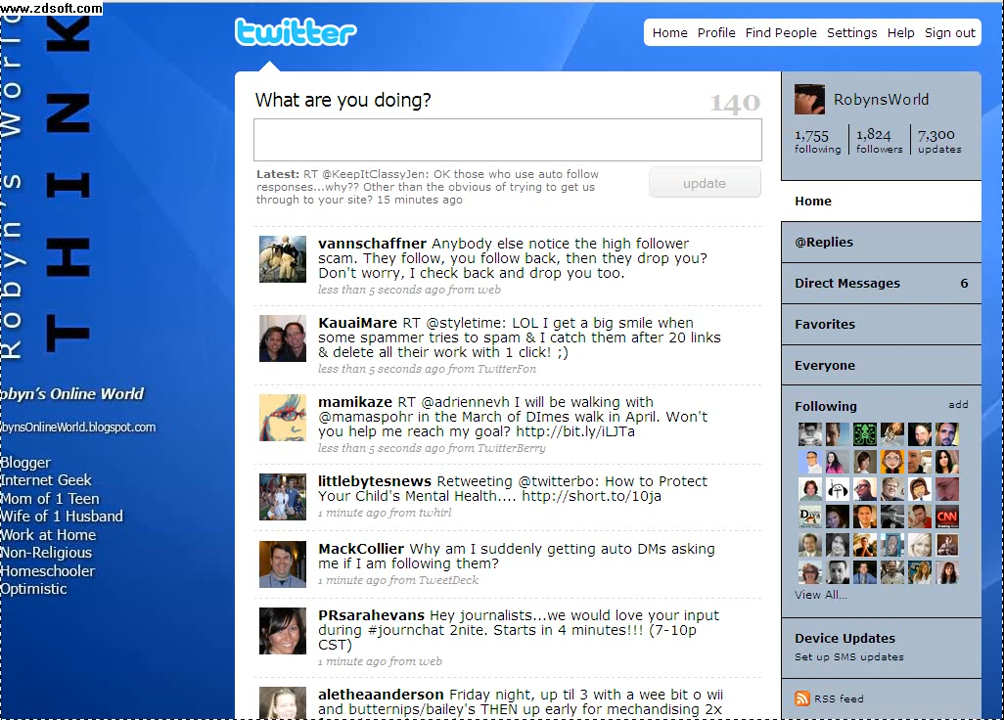 www.zdsoft.com
Robyn's World
THINK
obyn's Online World
bynsOnlineWorld.blogspot.com
Blogger
Internet Geek
Mom of 1 Teen
Wife of 1 Husband
Work at Home
Non-Religious
Homeschooler
Optimistic
twitter
Home Profile Find People Settings Help Sign out
What are you doing?
140
Latest: RT @KeepItClassyJen: OK those who use auto follow
responses...why?? Other than the obvious of trying to get us
through to your site? 15 minutes ago
update
vannschaffner Anybody else notice the high follower
scam. They follow, you follow back, then they drop you?
Don't worry, I check back and drop you too.
less than 5 seconds ago from web
KauaiMare RT @styletime: LOL I get a big smile when
some spammer tries to spam & I catch them after 20 links
& delete all their work with 1 click! ;)
less than 5 seconds ago from TwitterFon
mamikaze RT @adriennevh I will be walking with
@mamaspohr in the March of DImes walk in April. Won't
you help me reach my goal? http://bit.ly/iLJTa
less than 5 seconds ago from TwitterBerry
littlebytesnews Retweeting @twitterbo: How to Protect
Your Child's Mental Health.... http://short.to/10ja
1 minute ago from twhirl
MackCollier Why am I suddenly getting auto DMs asking
me if I am following them?
1 minute ago from TweetDeck
PRsarahevans Hey journalists...we would love your input
during #journchat 2nite. Starts in 4 minutes!!! (7-10p
CST)
1 minute ago from web
aletheaanderson Friday night, up til 3 with a wee bit o wii
and butternips/bailey's THEN up early for mechandising 2x
RobynsWorld
1,755 1,824 7,300
following followers updates
Home
@Replies
Direct Messages 6
Favorites
Everyone
Following add
CNN
View All...
Device Updates
Set up SMS updates
RSS feed